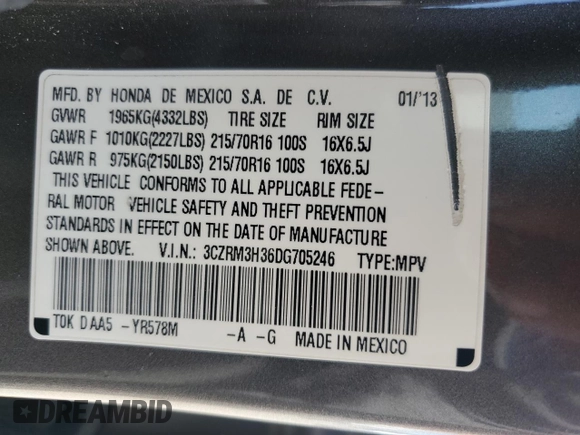 MFD. BY HONDA DE MEXICO S.A. DE C.V. 01/'13
GVWR 1965KG(4332LBS) TIRE SIZE RIM SIZE
GAWR F 1010KG(2227LBS) 215/70R16 100S 16X6.5J
GAWR R 975KG(2150LBS) 215/70R16 100S 16X6.5J
THIS VEHICLE CONFORMS TO ALL APPLICABLE FEDE-
RAL MOTOR VEHICLE SAFETY AND THEFT PREVENTION
STANDARDS IN EFFECT ON THE DATE OF MANUFACTURE
SHOWN ABOVE. V.I.N.: 3CZRM3H36DG705246 TYPE:MPV
T0K D AA5 -YR578M -A -G MADE IN MEXICO
DREAMBID